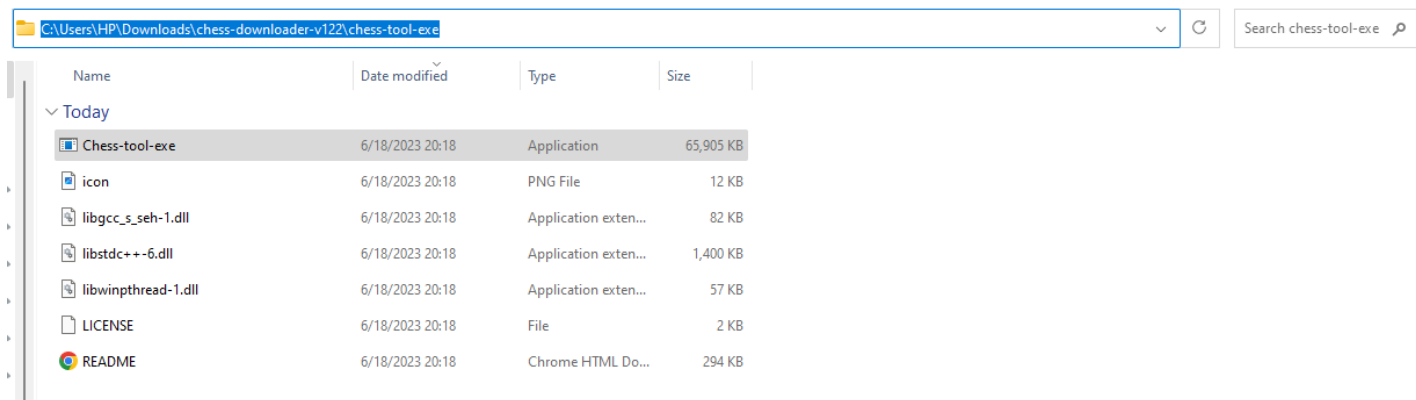 C:\Users\HP\Downloads\chess-downloader-v122\chess-tool-exe Search chess-tool-exe
Name Date modified Type Size
Today
Chess-tool-exe 6/18/2023 20:18 Application 65,905 KB
icon 6/18/2023 20:18 PNG File 12 KB
libgcc_s_seh-1.dll 6/18/2023 20:18 Application exten... 82 KB
libstdc++-6.dll 6/18/2023 20:18 Application exten... 1,400 KB
libwinpthread-1.dll 6/18/2023 20:18 Application exten... 57 KB
LICENSE 6/18/2023 20:18 File 2 KB
README 6/18/2023 20:18 Chrome HTML Do... 294 KB